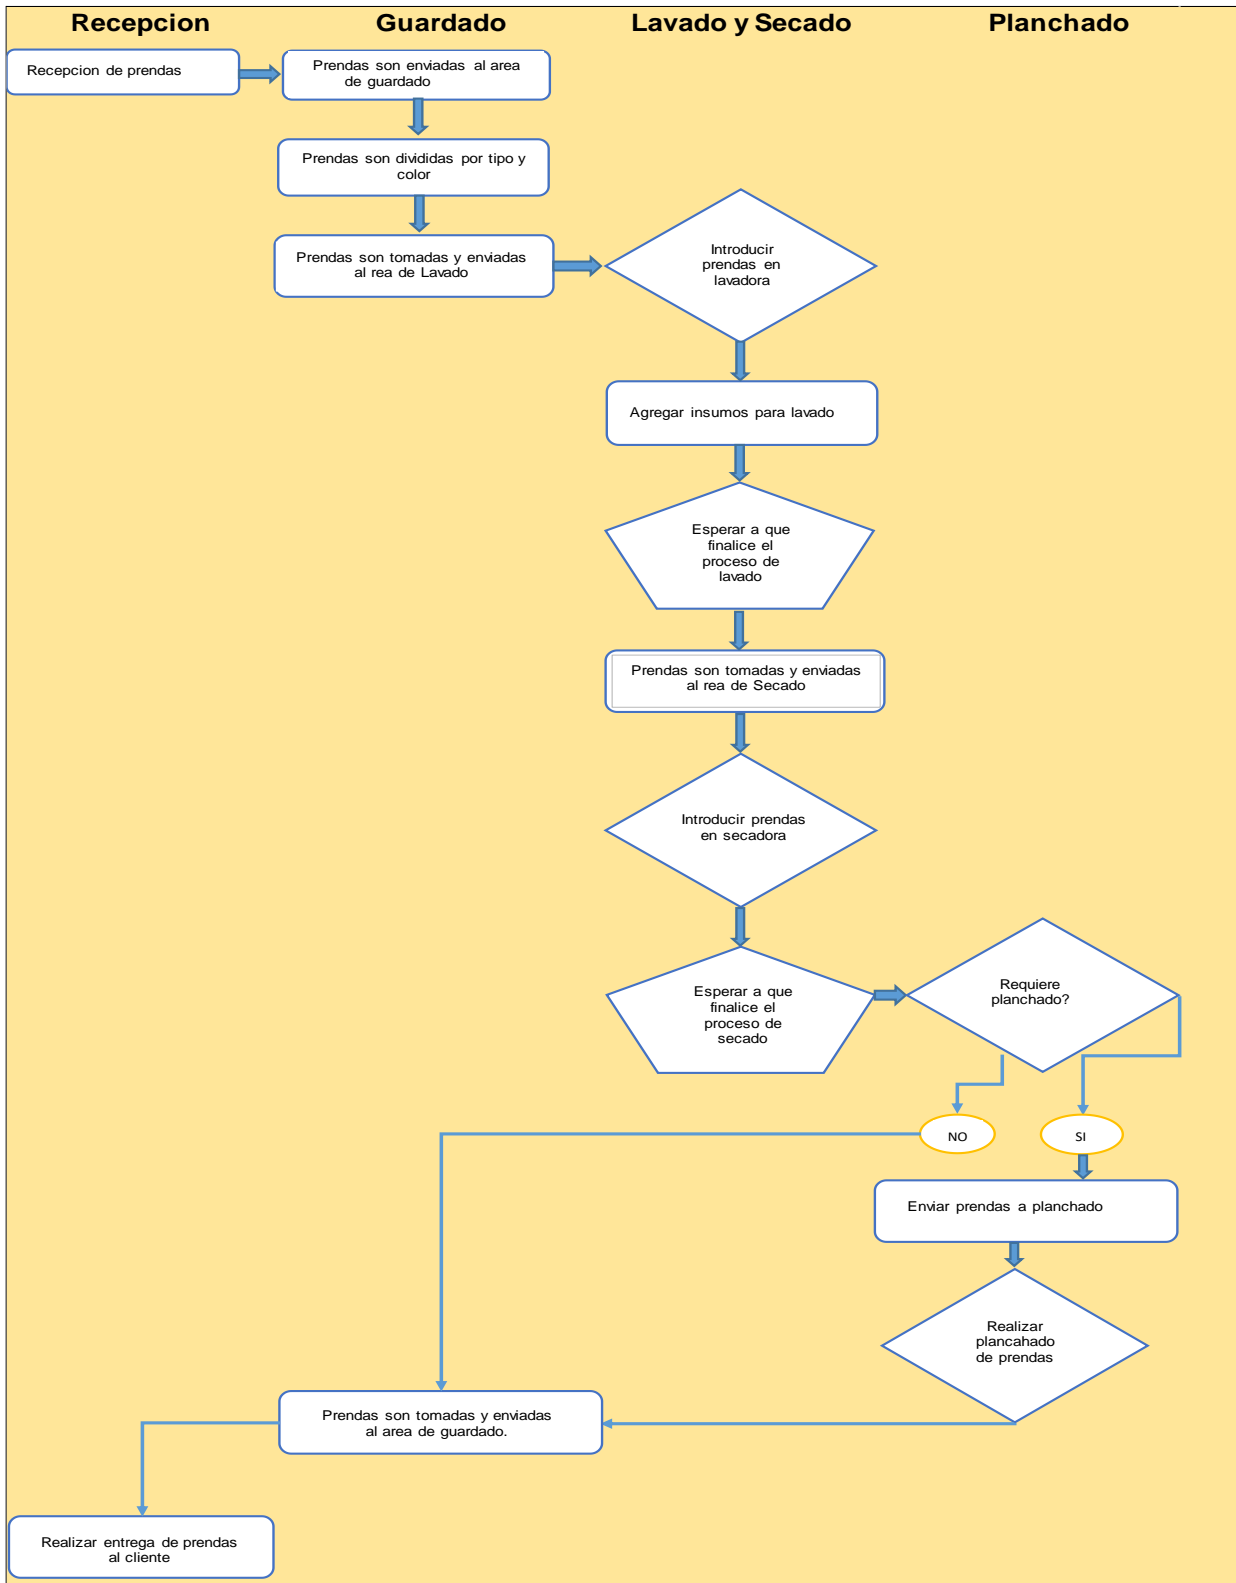 Recepcion
Guardado
Lavado y Secado
Planchado
Recepcion de prendas
Prendas son enviadas al area
de guardado
Prendas son divididas por tipo y
color
Prendas son tomadas y enviadas
al rea de Lavado
Introducir
prendas en
lavadora
Agregar insumos para lavado
Esperar a que
finalice el
proceso de
lavado
Prendas son tomadas y enviadas
al rea de Secado
Introducir prendas
en secadora
Esperar a que
finalice el
proceso de
secado
Requiere
planchado?
NO
SI
Enviar prendas a planchado
Realizar
plancahado
de prendas
Prendas son tomadas y enviadas
al area de guardado.
Realizar entrega de prendas
al cliente